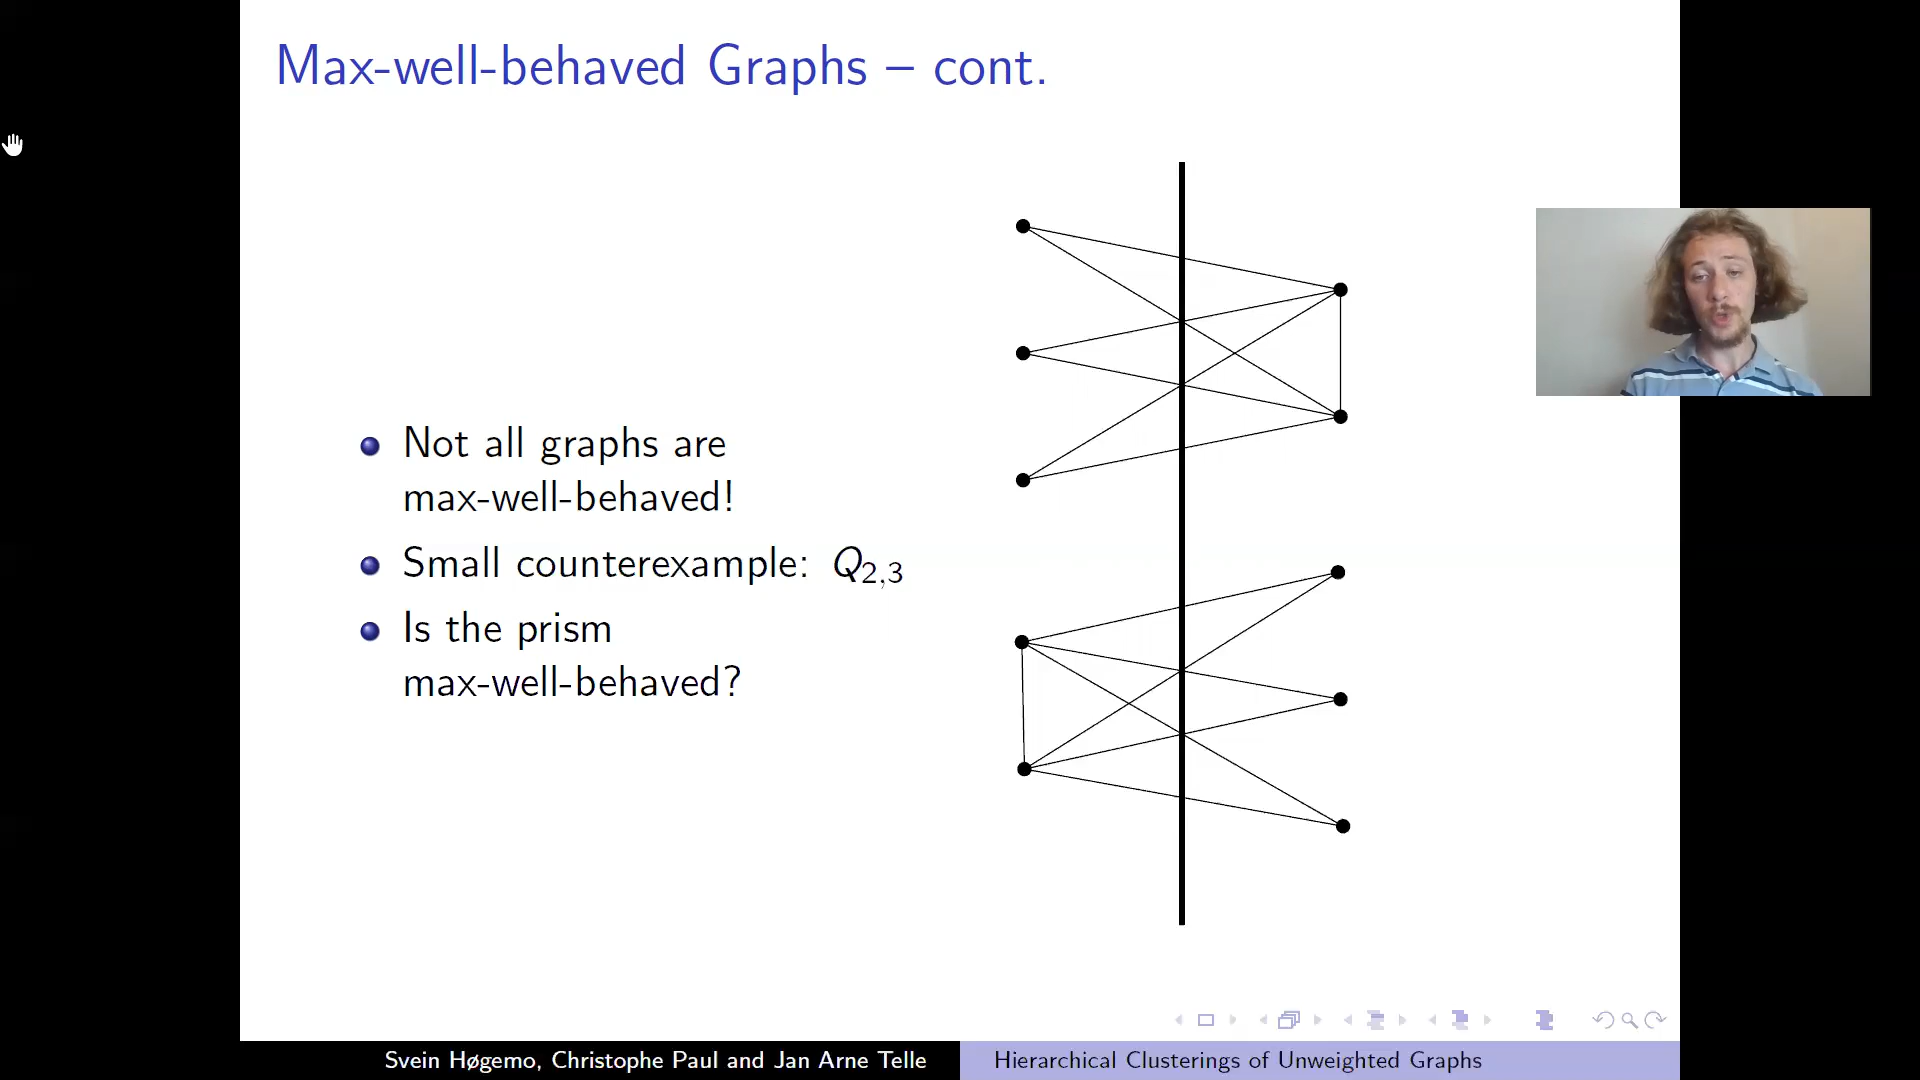 Max-well-behaved Graphs – cont.
Not all graphs are
max-well-behaved!
Small counterexample: Q2,3
Is the prism
max-well-behaved?
Svein Høgemo, Christophe Paul and Jan Arne Telle
Hierarchical Clusterings of Unweighted Graphs